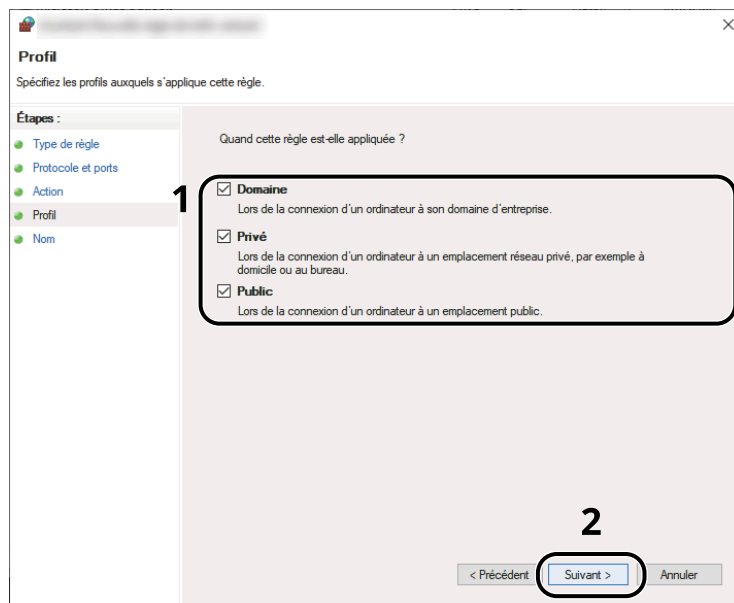 Profil
Spécifiez les profils auxquels s'applique cette règle.
Étapes :
Type de règle
Protocole et ports
Action
Profil
Nom
Quand cette règle est-elle appliquée ?
1
Domaine
Lors de la connexion d'un ordinateur à son domaine d'entreprise.
Privé
Lors de la connexion d'un ordinateur à un emplacement réseau privé, par exemple à
domicile ou au bureau.
Public
Lors de la connexion d'un ordinateur à un emplacement public.
2
< Précédent
Suivant >
Annuler